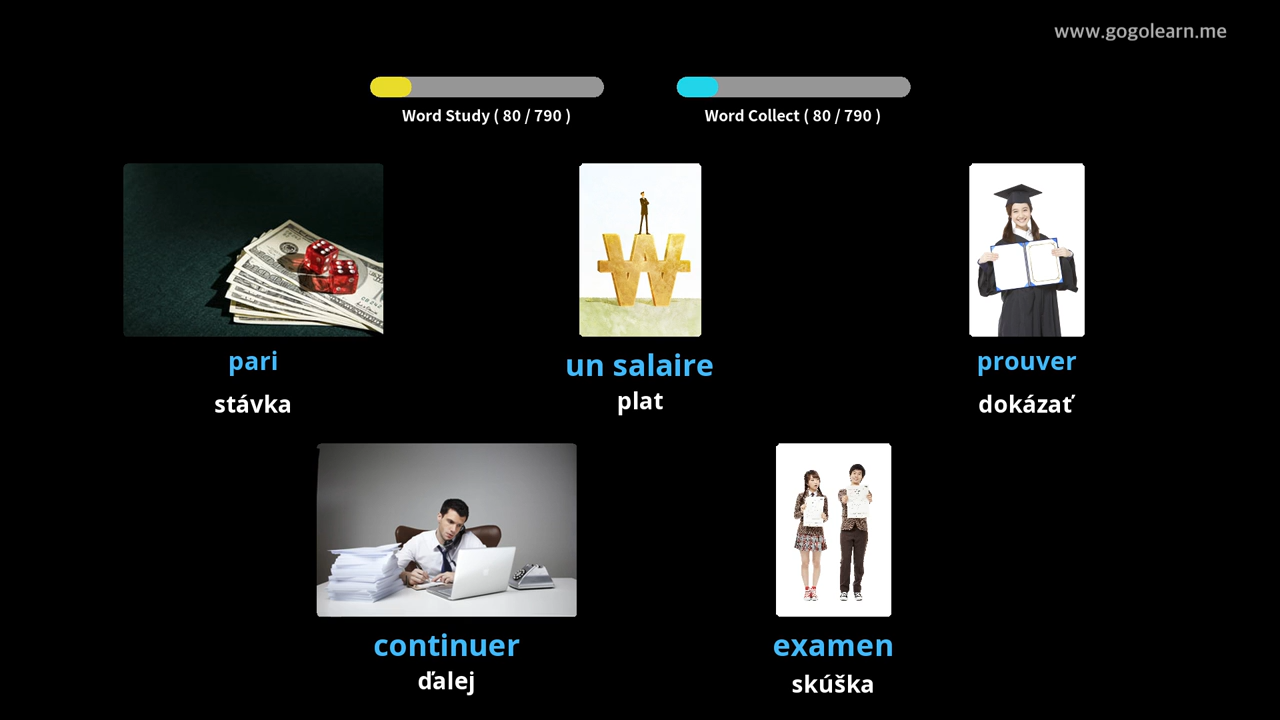 www.gogolearn.me
Word Study ( 80 / 790 )
Word Collect ( 80 / 790 )
pari
stávka
un salaire
plat
prouver
dokázať
continuer
ďalej
examen
skúška